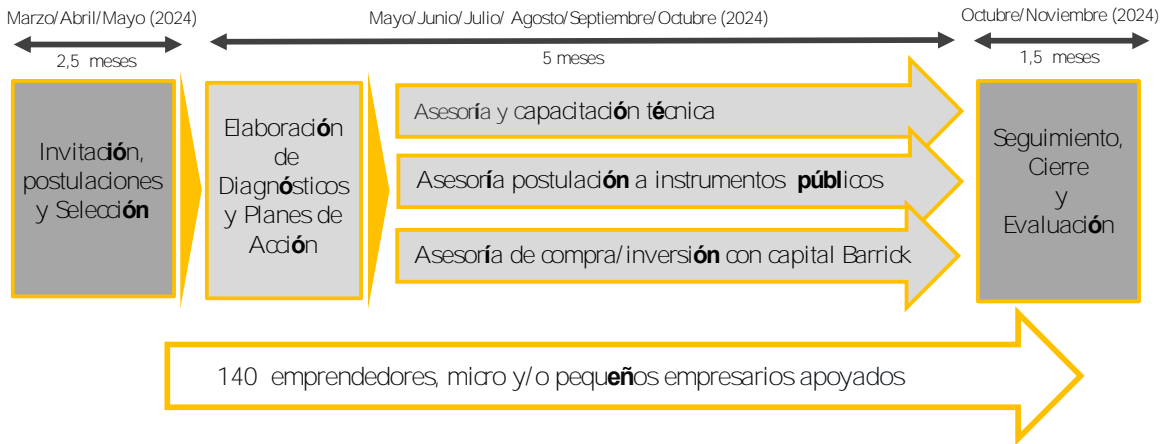 Marzo/Abril/Mayo (2024)
Mayo/Junio/Julio/ Agosto/Septiembre/Octubre (2024)
Octubre/Noviembre (2024)
2,5 meses
5 meses
1,5 meses
Invitación,
postulaciones
y Selección
Elaboración
de
Diagnósticos
y Planes de
Acción
Asesoría y capacitación técnica
Asesoría postulación a instrumentos públicos
Asesoría de compra/inversión con capital Barrick
Seguimiento,
Cierre
y
Evaluación
140 emprendedores, micro y/o pequeños empresarios apoyados